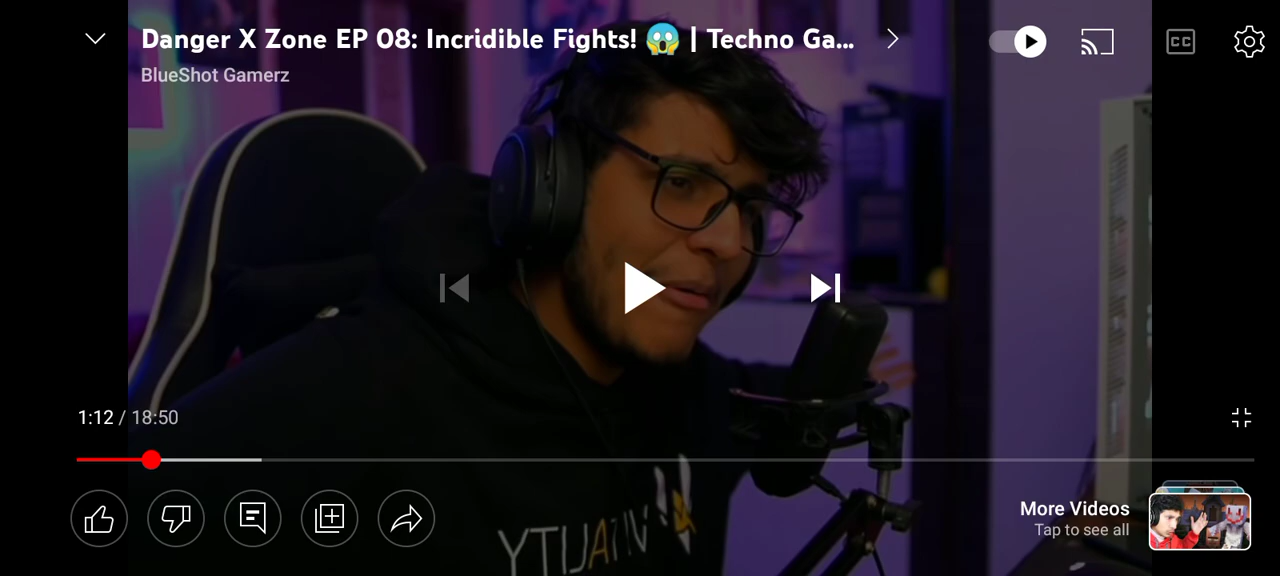 Danger X Zone EP 08: Incridible Fights! 😱 | Techno Ga...
BlueShot Gamerz
CC
1:12 / 18:50
More Videos
Tap to see all